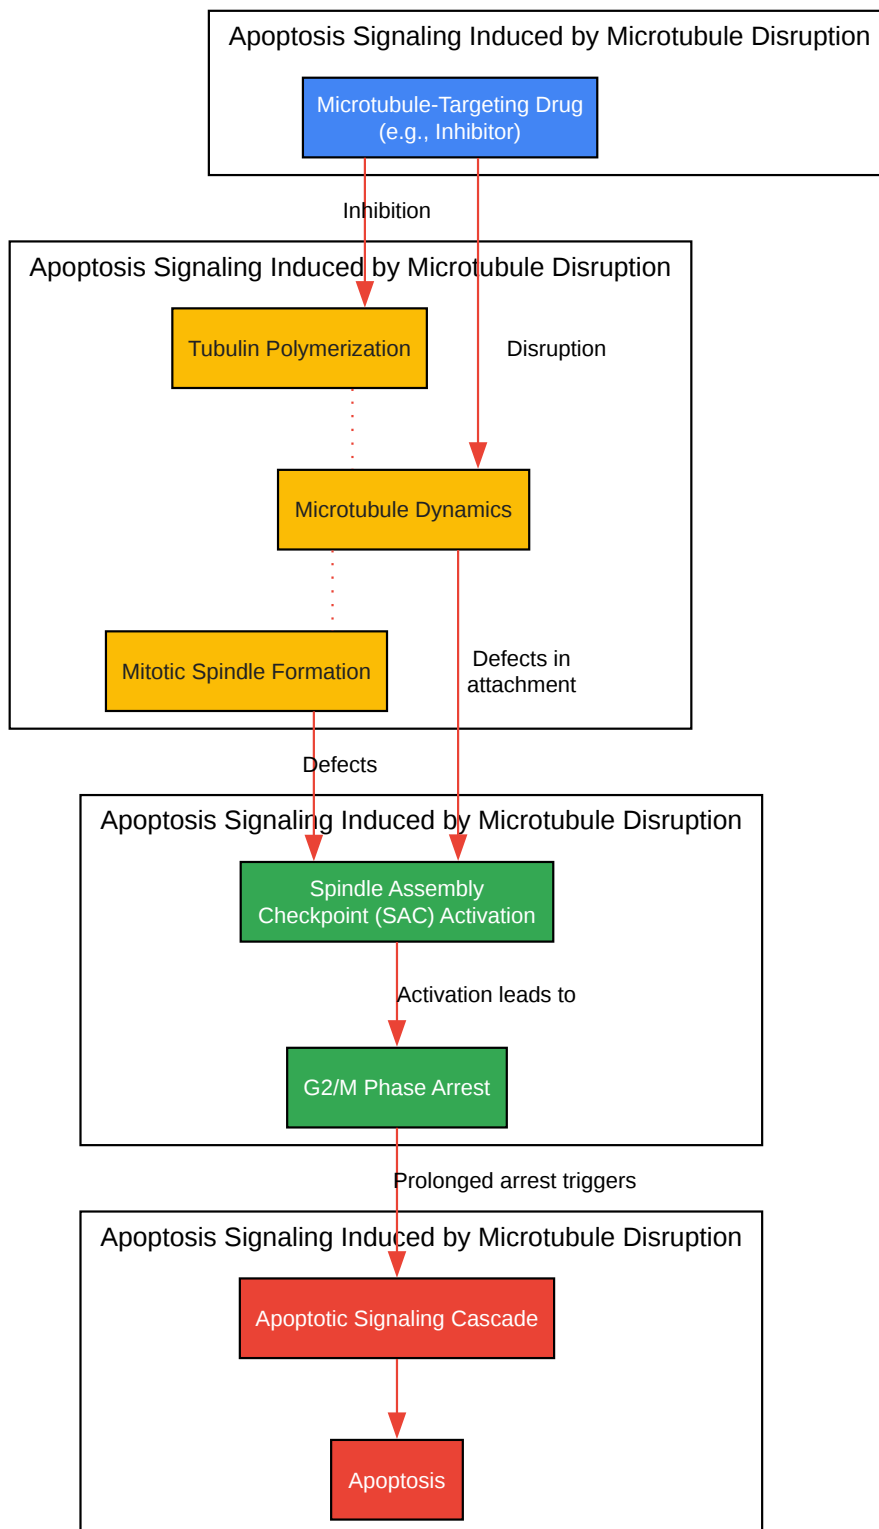 Apoptosis Signaling Induced by Microtubule Disruption
Microtubule-Targeting Drug
(e.g., Inhibitor)
Inhibition
Apoptosis Signaling Induced by Microtubule Disruption
Tubulin Polymerization
Disruption
Microtubule Dynamics
Mitotic Spindle Formation
Defects in
attachment
Defects
Apoptosis Signaling Induced by Microtubule Disruption
Spindle Assembly
Checkpoint (SAC) Activation
Activation leads to
G2/M Phase Arrest
Prolonged arrest triggers
Apoptosis Signaling Induced by Microtubule Disruption
Apoptotic Signaling Cascade
Apoptosis